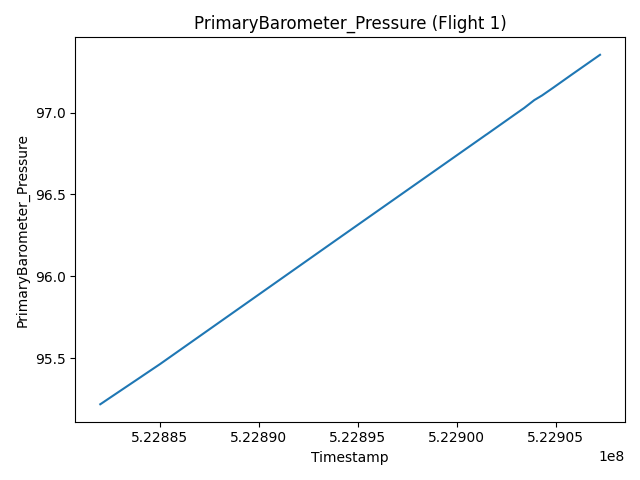 PrimaryBarometer_Pressure (Flight 1)
97.0
96.5
96.0
95.5
PrimaryBarometer_Pressure
5.22885 5.22890 5.22895 5.22900 5.22905
Timestamp
1e8